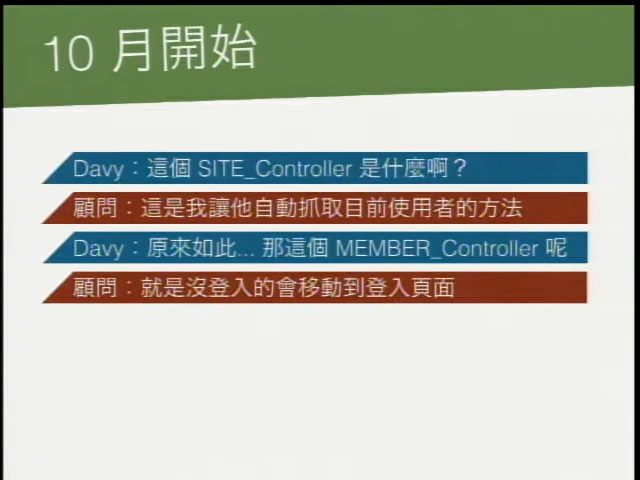 10 月開始
Davy：這個 SITE_Controller 是什麼啊？
顧問：這是我讓他自動抓取目前使用者的方法
Davy：原來如此... 那這個 MEMBER_Controller 呢
顧問：就是沒登入的會移動到登入頁面